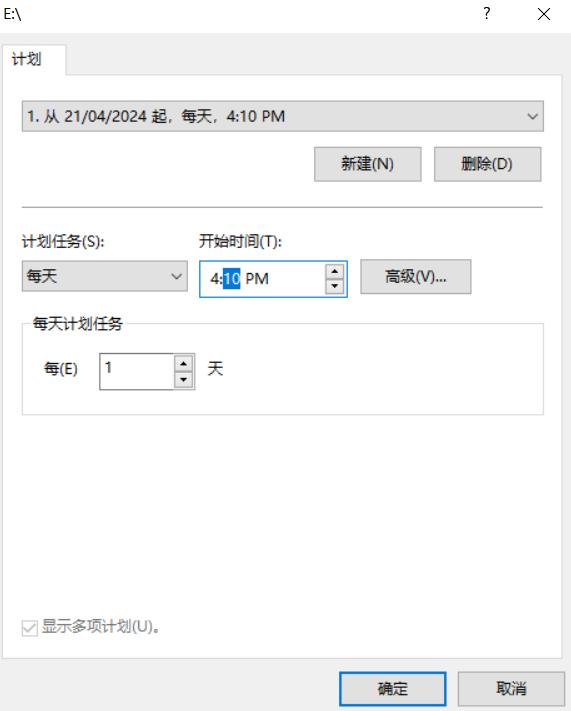 E:\
计划
1. 从 21/04/2024 起，每天，4:10 PM
新建(N) 删除(D)
计划任务(S): 开始时间(T):
每天 4:10 PM 高级(V)...
每天计划任务
每(E) 1 天
显示多项计划(U)。
确定 取消